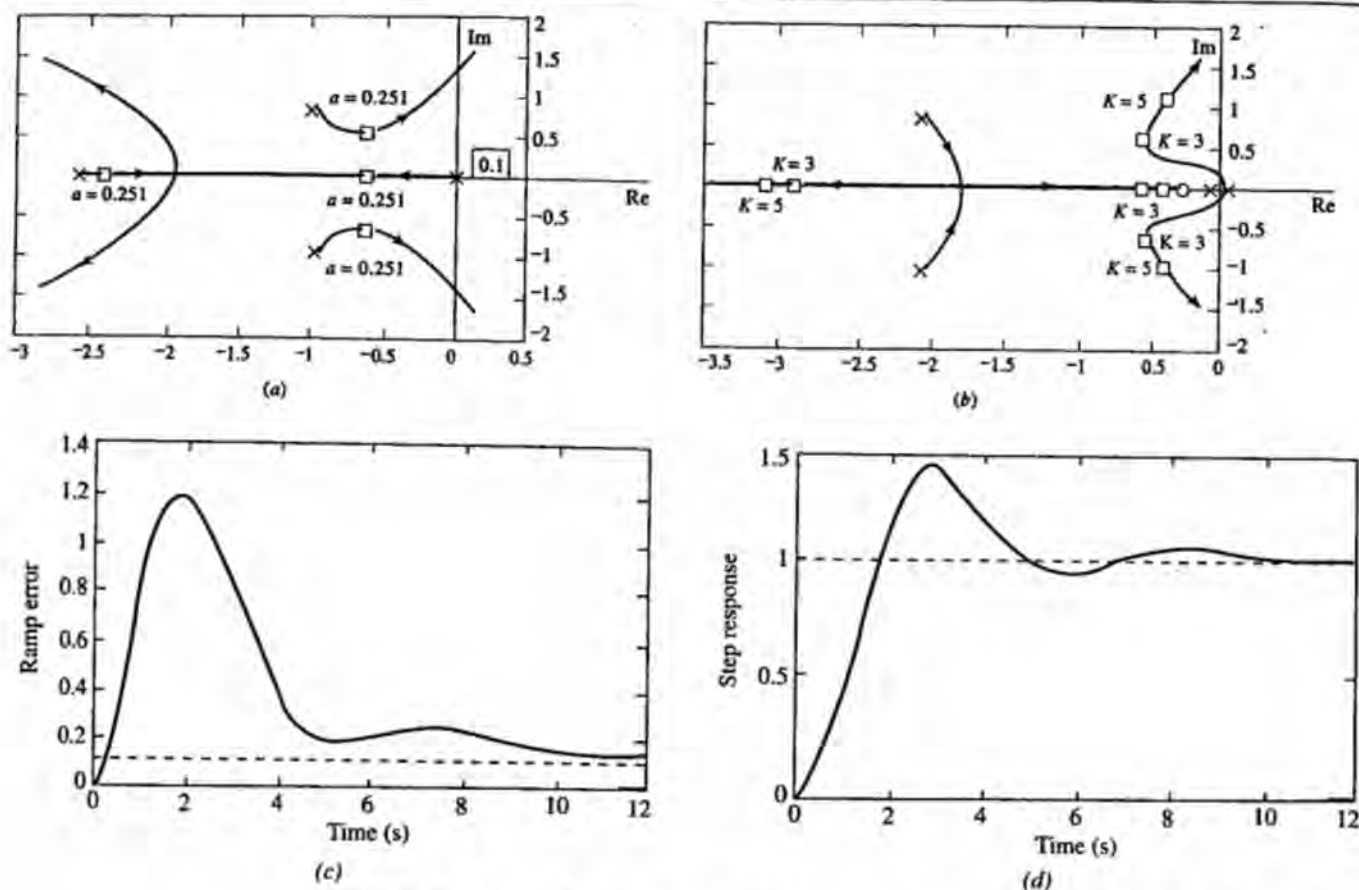 2
Im
1.5
a = 0.251
1
0.5
0.1
0
a = 0.251
a = 0.251
Re
-0.5
-1
a = 0.251
-1.5
-2
-3
-2.5
-2
-1.5
-1
-0.5
0
0.5
(a)
2
Im
1.5
K = 5
1
K = 3
0.5
K = 3
0
K = 5
K = 3
Re
-0.5
K = 3
K = 5
-1
-1.5
-2
-3.5
-3
-2.5
-2
-1.5
-1
0.5
0
(b)
1.4
1.2
1
0.8
0.6
0.4
0.2
0
Ramp error
0
2
4
6
8
10
12
Time (s)
(c)
1.5
1
0.5
0
Step response
0
2
4
6
8
10
12
Time (s)
(d)